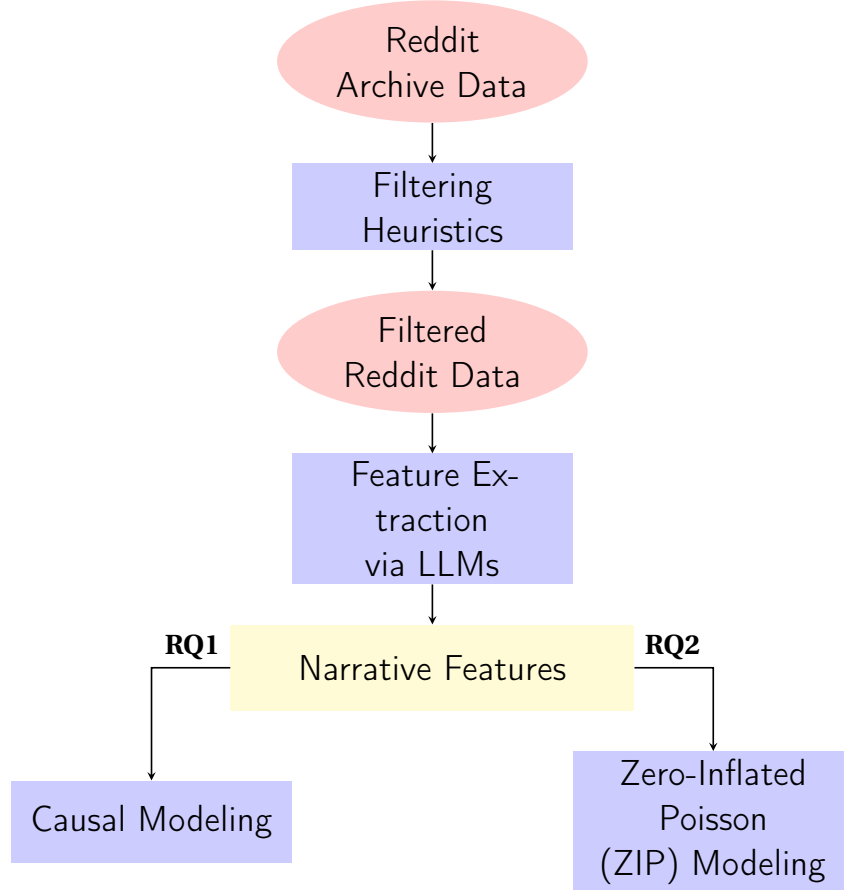 Reddit
Archive Data
Filtering
Heuristics
Filtered
Reddit Data
Feature Ex-
traction
via LLMs
RQ1
Narrative Features
RQ2
Causal Modeling
Zero-Inflated
Poisson
(ZIP) Modeling